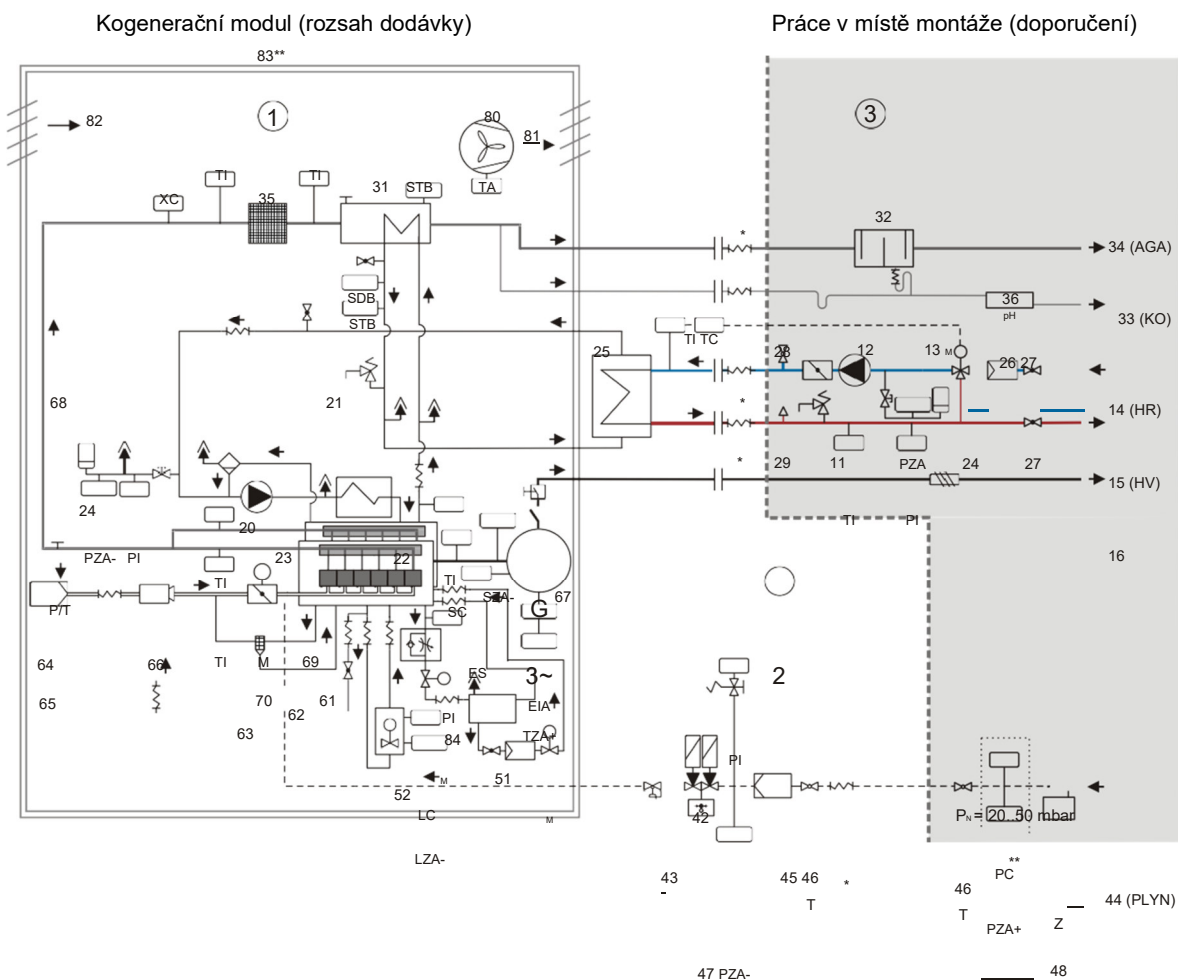 Kogenerační modul (rozsah dodávky) Práce v místě montáže (doporučení)
83**
82 1 80 81 3
TA
XC TI 35 TI 31 STB 32
* 34 (AGA)
SDB
STB
36
pH
33 (KO)
TI TC
25 28 12 13 M 26 27
68 21 * 14 (HR)
29 11 PZA 24 27
* 15 (HV)
24 20 TI PI
PZA- PI 23 22 16
TI TI SZA- 67
P/T SC G
64 66 TI M 69 ES 3~ 2
65 70 61 EIA
62 PI
63 84 TZA+ PI
M 51
52 42 PN = 20...50 mbar
LC M
LZA- **
PC
43 45 46 * 46 44 (PLYN)
- T T Z
PZA+
47 PZA- 48